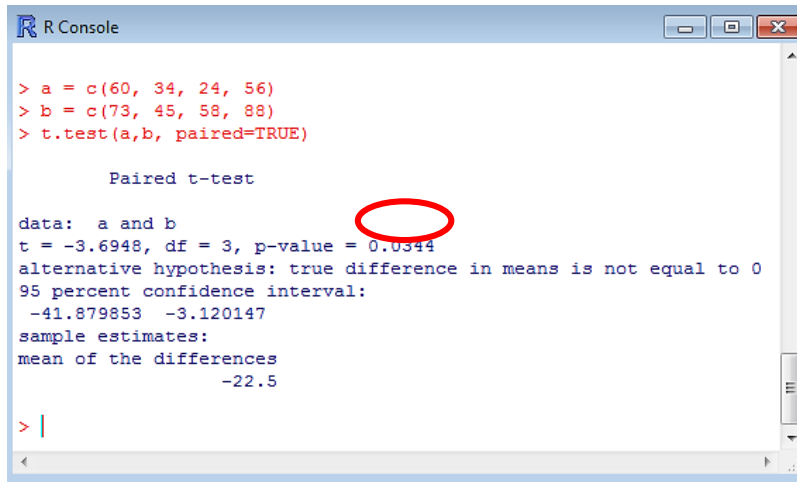 R R Console
> a = c(60, 34, 24, 56)
> b = c(73, 45, 58, 88)
> t.test(a,b, paired=TRUE)
Paired t-test
data:  a and b
t = -3.6948, df = 3, p-value = 0.0344
alternative hypothesis: true difference in means is not equal to 0
95 percent confidence interval:
-41.879853  -3.120147
sample estimates:
mean of the differences
-22.5
>